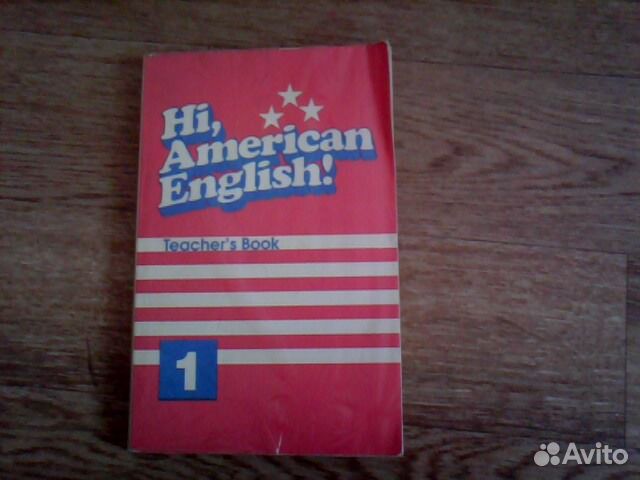 Hi,
American
English!
Teacher's Book
1
Avito